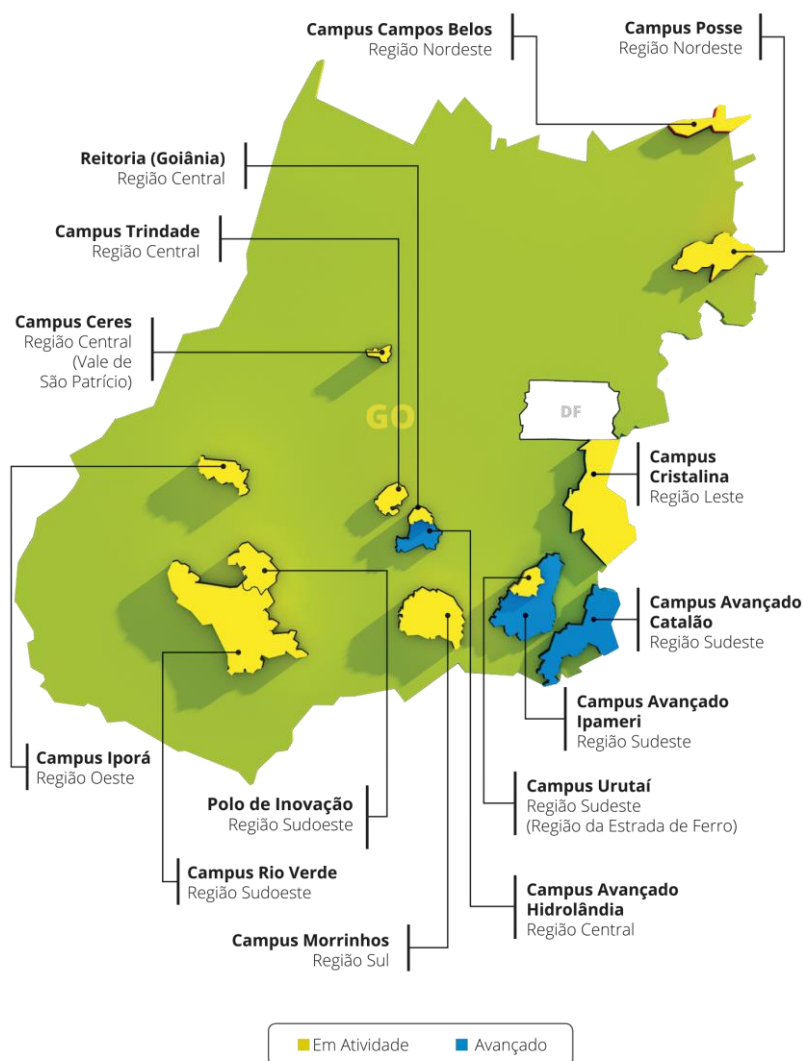 Campus Campos Belos
Região Nordeste
Campus Posse
Região Nordeste
Reitoria (Goiânia)
Região Central
Campus Trindade
Região Central
Campus Ceres
Região Central
(Vale de
São Patrício)
GO
DF
Campus
Cristalina
Região Leste
Campus Avançado
Catalão
Região Sudeste
Campus Avançado
Ipameri
Região Sudeste
Campus Iporá
Região Oeste
Polo de Inovação
Região Sudoeste
Campus Urutaí
Região Sudeste
(Região da Estrada de Ferro)
Campus Rio Verde
Região Sudoeste
Campus Avançado
Hidrolândia
Região Central
Campus Morrinhos
Região Sul
Em Atividade
Avançado